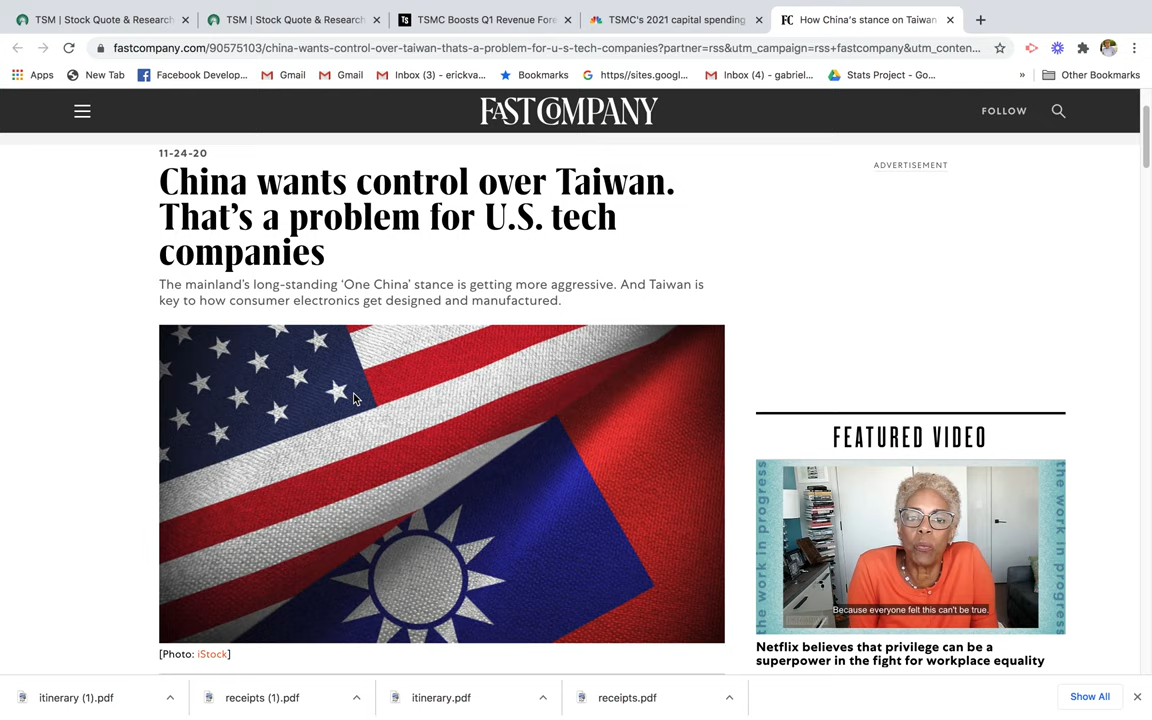 TSM | Stock Quote & Research
TSM | Stock Quote & Research
TS TSMC Boosts Q1 Revenue Fore
TSMC's 2021 capital spending
FC How China's stance on Taiwan
fastcompany.com/90575103/china-wants-control-over-taiwan-thats-a-problem-for-u-s-tech-companies?partner=rss&utm_campaign=rss+fastcompany&utm_conten...
Apps New Tab Facebook Develop... Gmail Gmail Inbox (3) - erickva... Bookmarks https//sites.googl... Inbox (4) - gabriel... Stats Project - Go... » Other Bookmarks
FAST COMPANY
FOLLOW
11-24-20
China wants control over Taiwan.
That's a problem for U.S. tech
companies
The mainland's long-standing 'One China' stance is getting more aggressive. And Taiwan is
key to how consumer electronics get designed and manufactured.
[Photo: iStock]
ADVERTISEMENT
FEATURED VIDEO
the work in progress
the work in progress
Because everyone felt this can't be true.
Netflix believes that privilege can be a
superpower in the fight for workplace equality
itinerary (1).pdf
receipts (1).pdf
itinerary.pdf
receipts.pdf
Show All